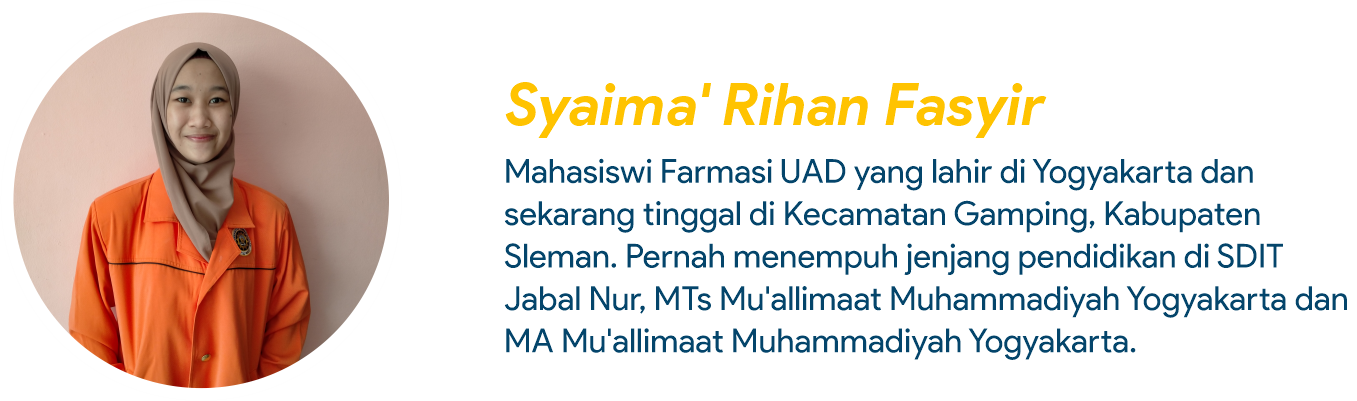 Syaima' Rihan Fasyir
Mahasiswi Farmasi UAD yang lahir di Yogyakarta dan
sekarang tinggal di Kecamatan Gamping, Kabupaten
Sleman. Pernah menempuh jenjang pendidikan di SDIT
Jabal Nur, MTs Mu'allimaat Muhammadiyah Yogyakarta dan
MA Mu'allimaat Muhammadiyah Yogyakarta.